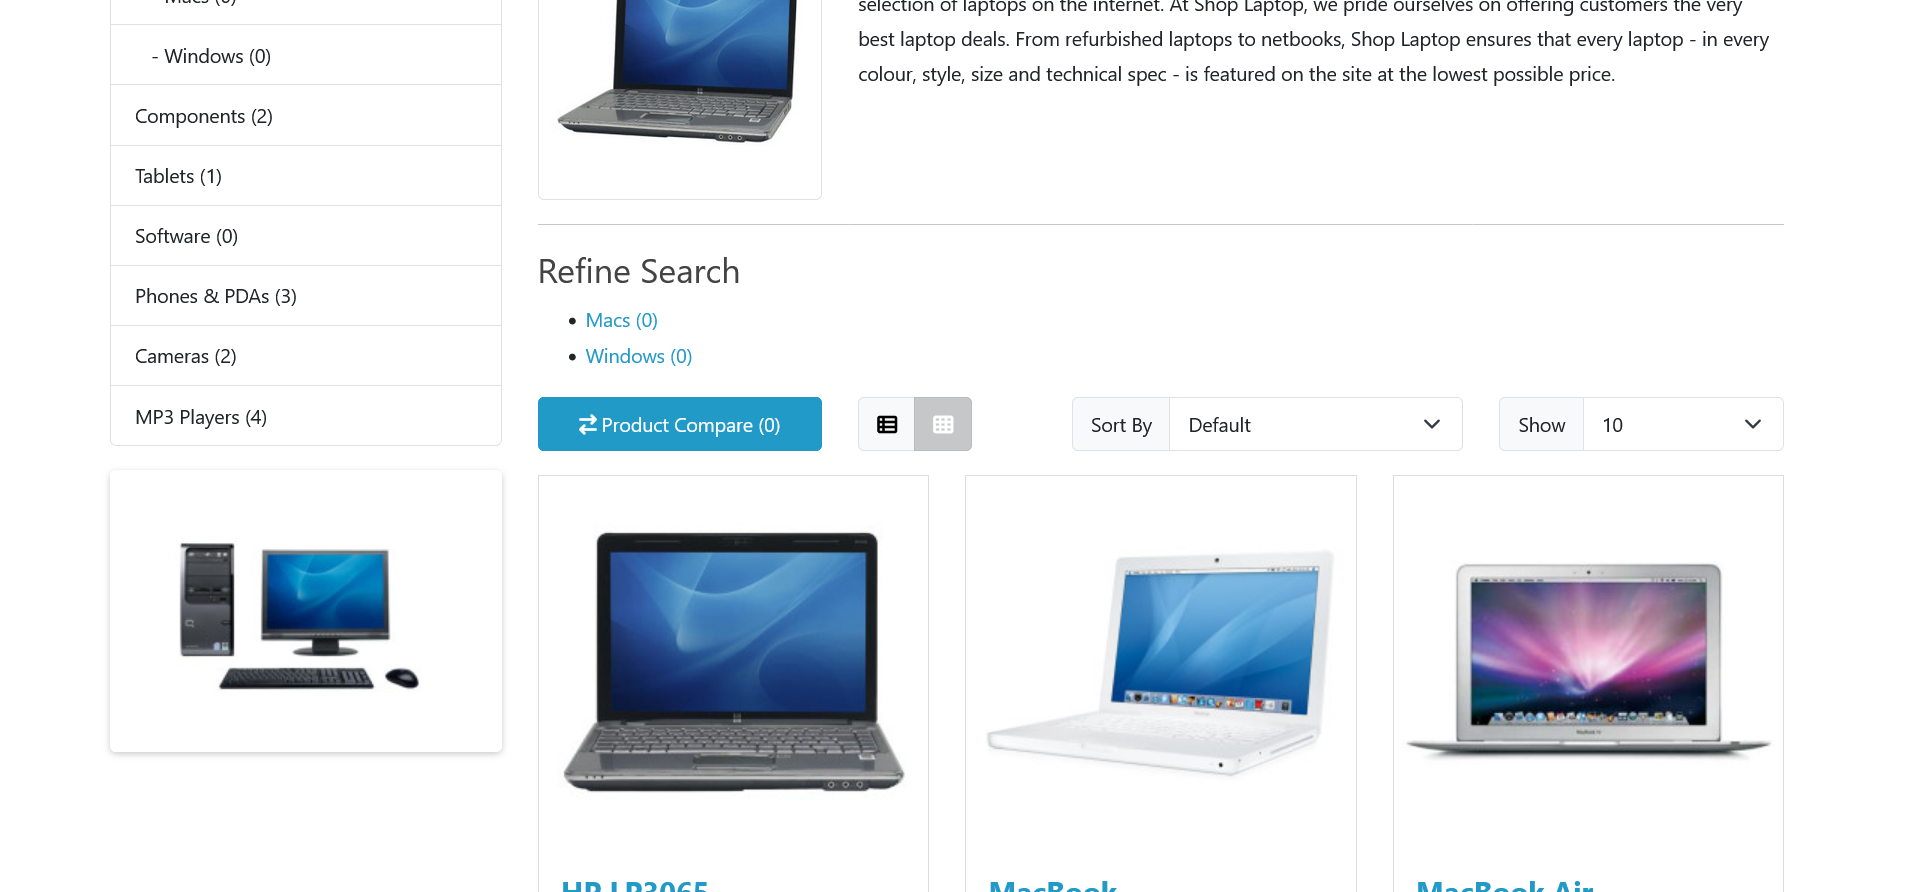 - Macs (0)
- Windows (0)
Components (2)
Tablets (1)
Software (0)
Phones & PDAs (3)
Cameras (2)
MP3 Players (4)
selection of laptops on the internet. At Shop Laptop, we pride ourselves on offering customers the very
best laptop deals. From refurbished laptops to netbooks, Shop Laptop ensures that every laptop - in every
colour, style, size and technical spec - is featured on the site at the lowest possible price.
Refine Search
Macs (0)
Windows (0)
Product Compare (0)
Sort By
Default
Show
10
HP LP3065
MacBook
MacBook Air